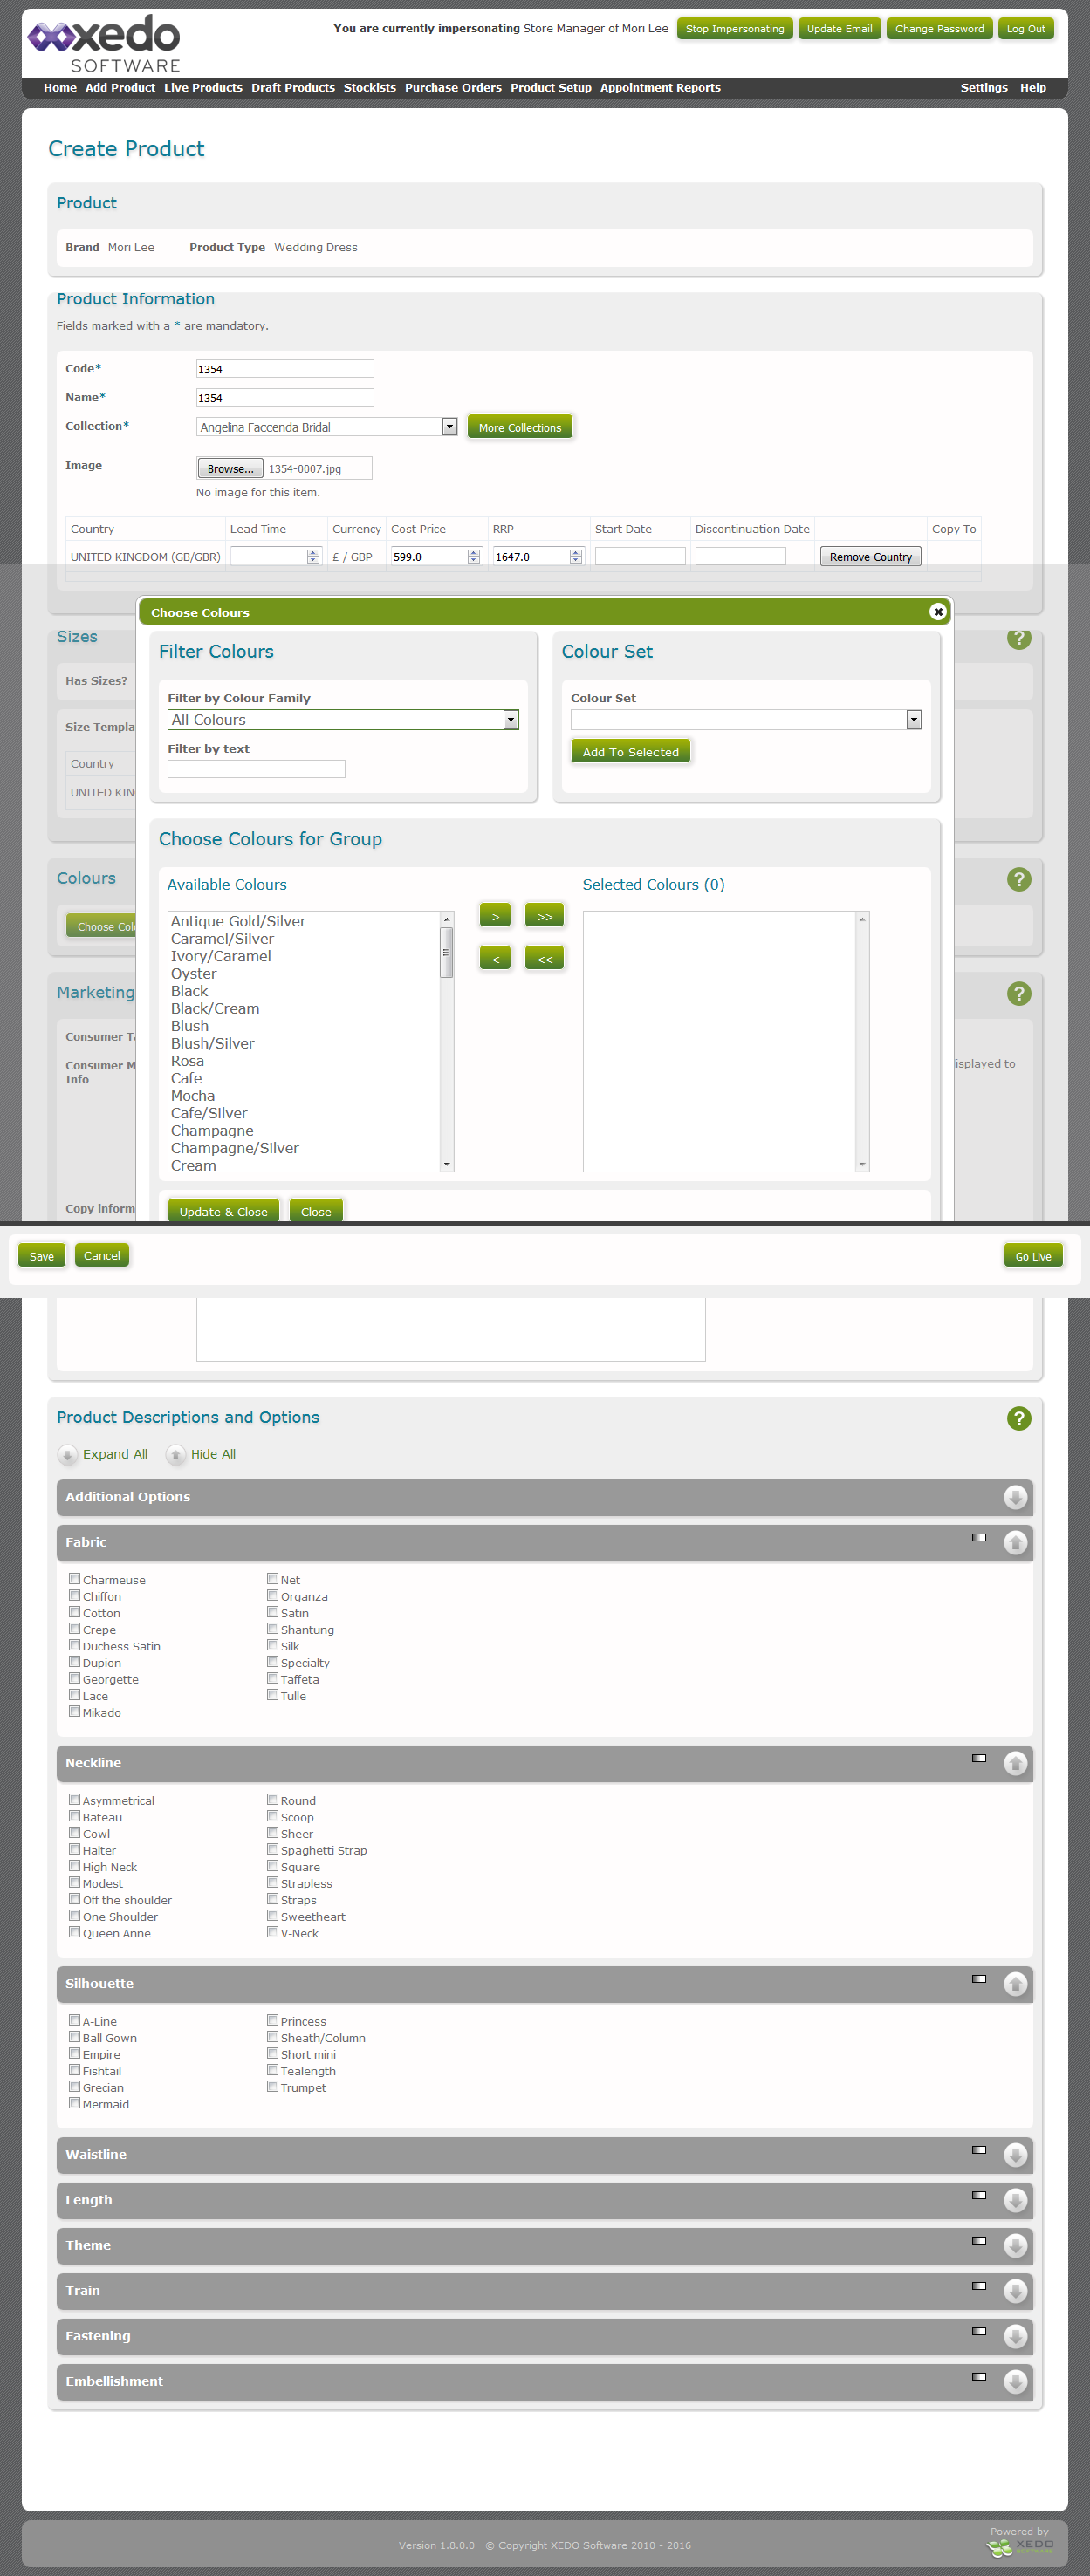 xedo
SOFTWARE
You are currently impersonating Store Manager of Mori Lee
Stop Impersonating
Update Email
Change Password
Log Out
Home Add Product Live Products Draft Products Stockists Purchase Orders Product Setup Appointment Reports Settings Help
Create Product
Product
Brand Mori Lee Product Type Wedding Dress
Product Information
Fields marked with a * are mandatory.
Code* 1354
Name* 1354
Collection* Angelina Faccenda Bridal More Collections
Image Browse... 1354-0007.jpg
No image for this item.
Country Lead Time Currency Cost Price RRP Start Date Discontinuation Date Copy To
UNITED KINGDOM (GB/GBR) £ / GBP 599.0 1647.0 Remove Country
Choose Colours
Sizes ?
Has Sizes?
Size Templa
Country
UNITED KIN
Filter Colours
Filter by Colour Family
All Colours
Filter by text
Colour Set
Colour Set
Add To Selected
Choose Colours for Group
Colours ?
Choose Col
Available Colours
Antique Gold/Silver
Caramel/Silver
Ivory/Caramel
Oyster
Black
Black/Cream
Blush
Blush/Silver
Rosa
Cafe
Mocha
Cafe/Silver
Champagne
Champagne/Silver
Cream
> >>
< <<
Selected Colours (0)
Marketing ?
Consumer Ta
Consumer M
Info
isplayed to
Copy inform
Update & Close Close
Save Cancel Go Live
Product Descriptions and Options ?
Expand All Hide All
Additional Options
Fabric
Charmeuse Net
Chiffon Organza
Cotton Satin
Crepe Shantung
Duchess Satin Silk
Dupion Specialty
Georgette Taffeta
Lace Tulle
Mikado
Neckline
Asymmetrical Round
Bateau Scoop
Cowl Sheer
Halter Spaghetti Strap
High Neck Square
Modest Strapless
Off the shoulder Straps
One Shoulder Sweetheart
Queen Anne V-Neck
Silhouette
A-Line Princess
Ball Gown Sheath/Column
Empire Short mini
Fishtail Tealength
Grecian Trumpet
Mermaid
Waistline
Length
Theme
Train
Fastening
Embellishment
Version 1.8.0.0 © Copyright XEDO Software 2010 - 2016
Powered by
XEDO